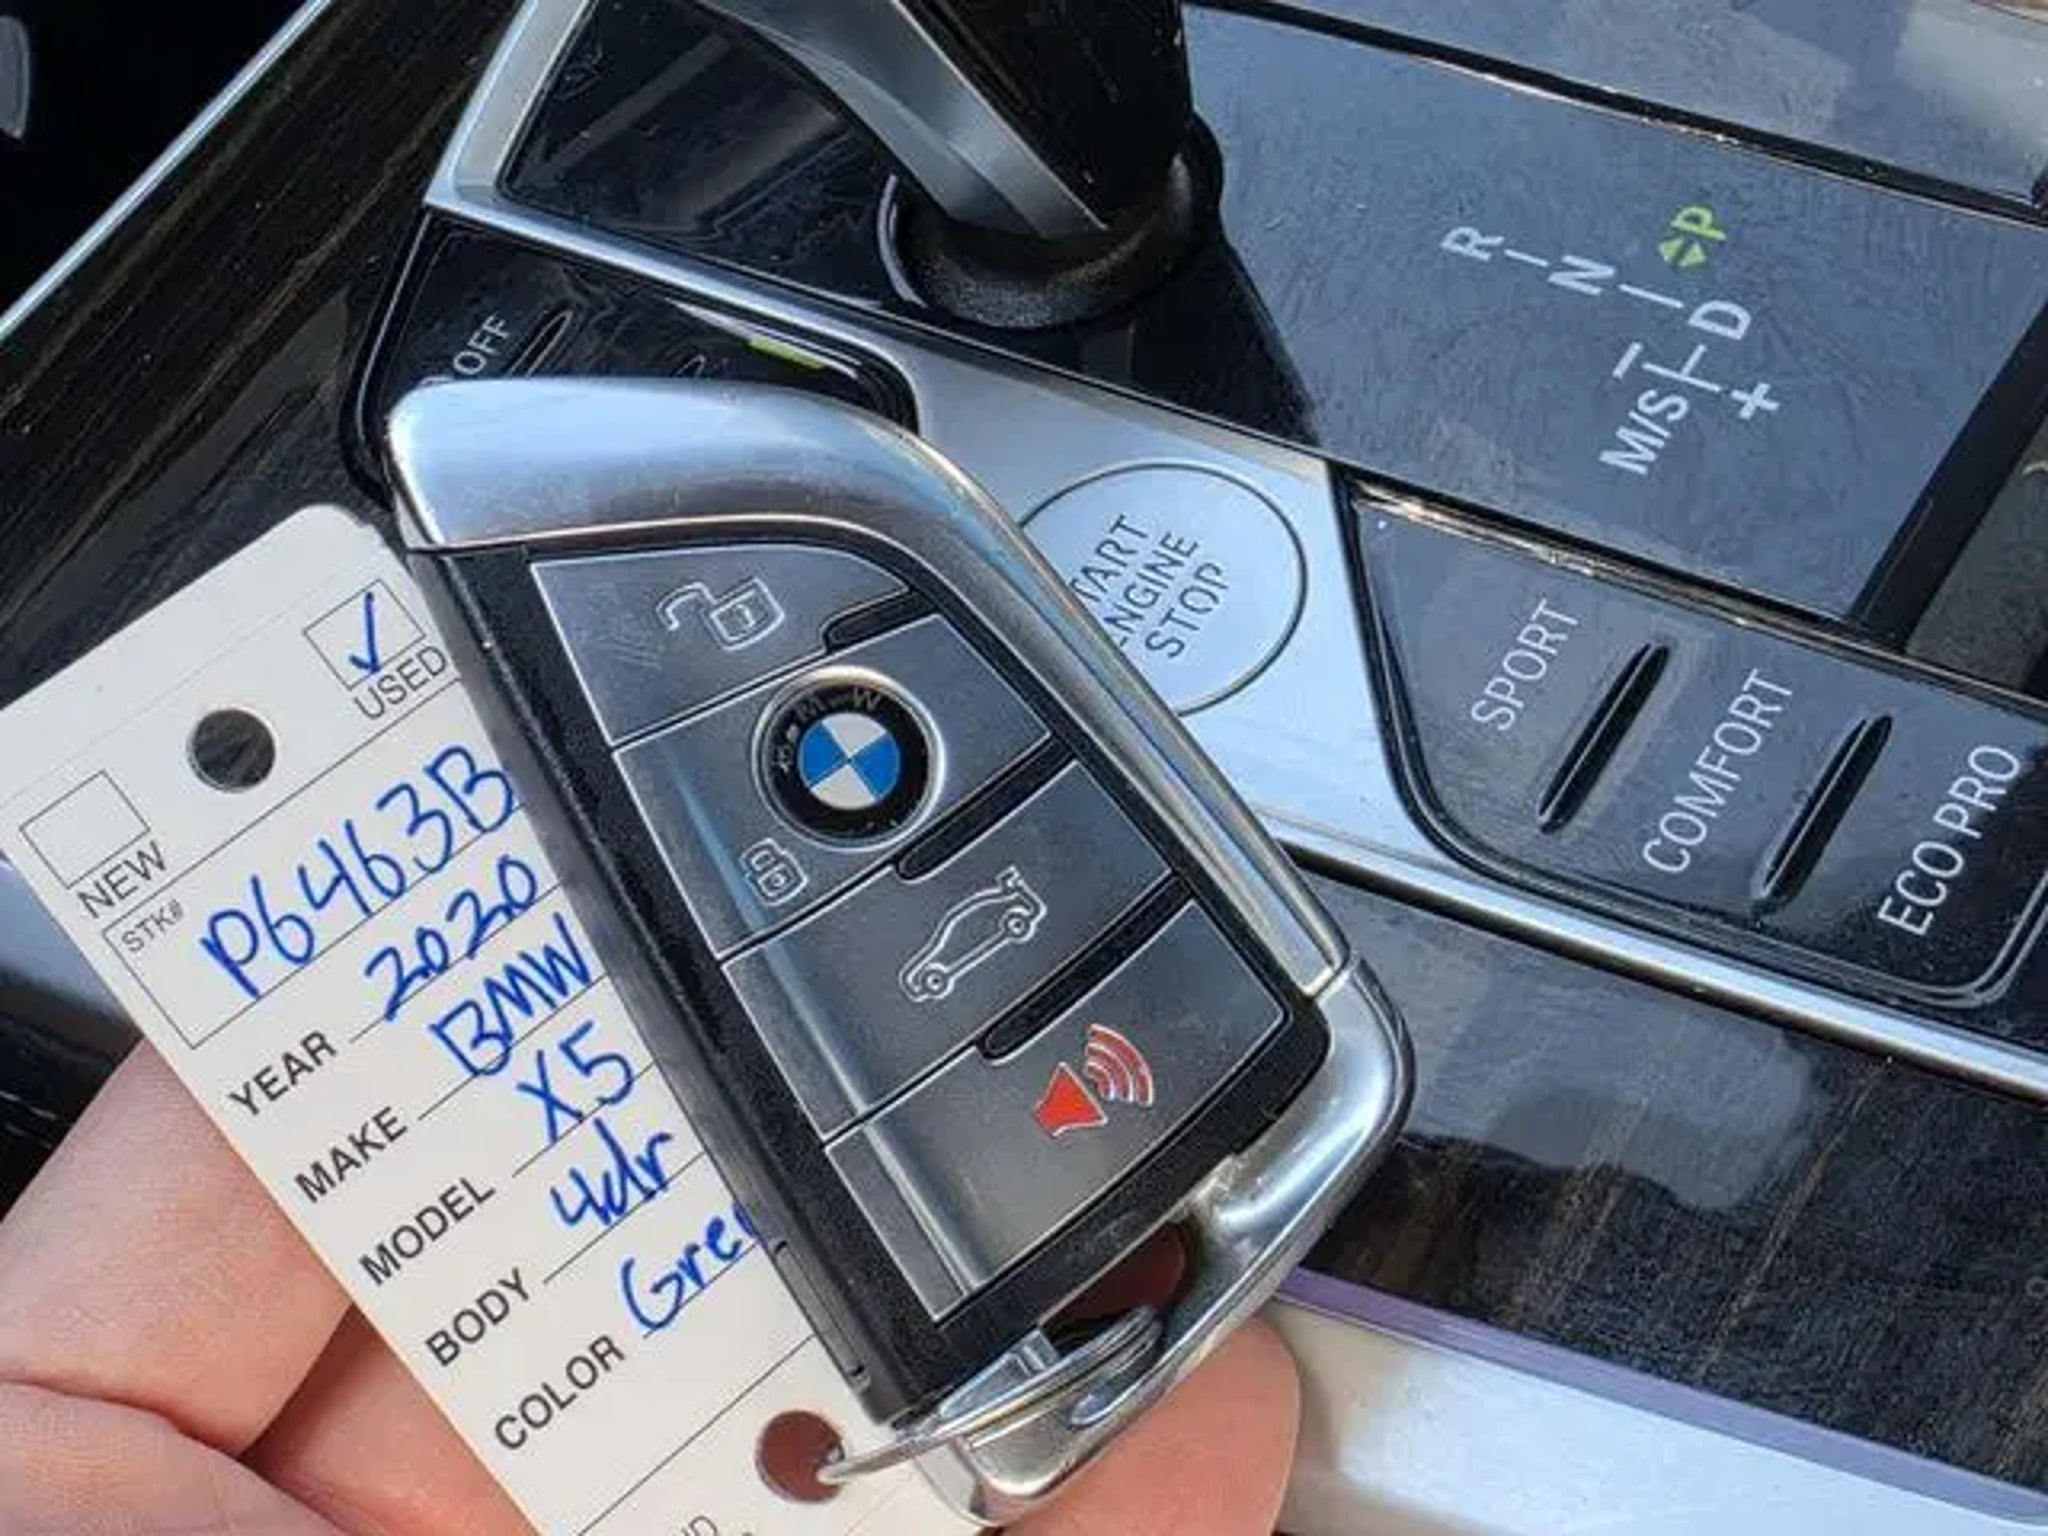 USED
NEW
STK# P6463B
YEAR 2020
MAKE BMW
MODEL X5
BODY 4dr
COLOR
BMW
OFF
P
R N D
M/S +
ENGINE
STOP
SPORT
COMFORT
ECO PRO